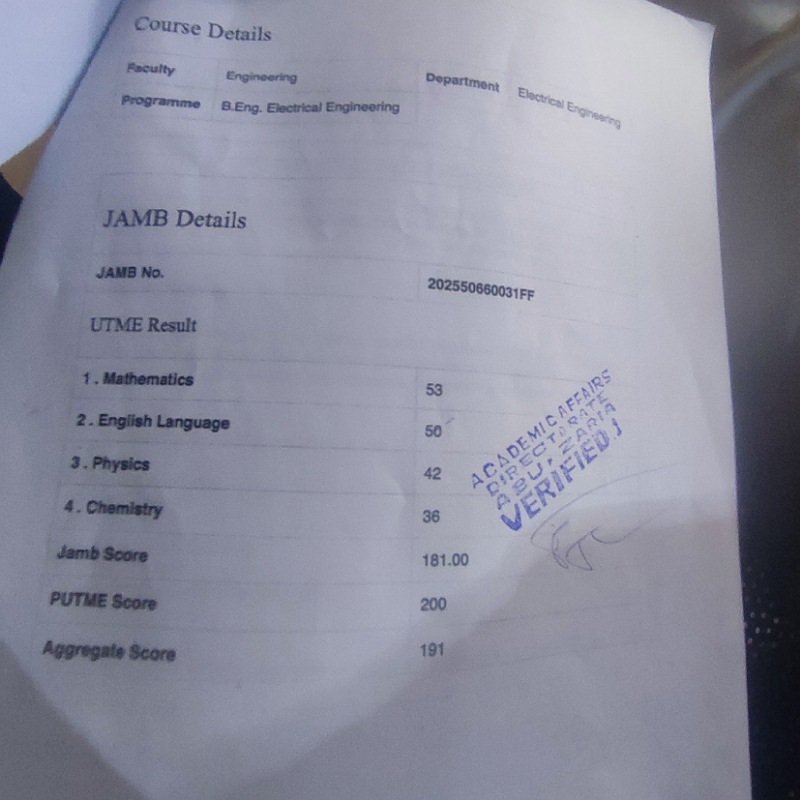 Course Details
Faculty Engineering Department Electrical Engineering
Programme B.Eng. Electrical Engineering
JAMB Details
JAMB No. 202550660031FF
UTME Result
1 . Mathematics 53
2 . English Language 50
3 . Physics 42
4 . Chemistry 36
Jamb Score 181.00
PUTME Score 200
Aggregate Score 191
ACADEMIC AFFAIRS
DIRECTORATE
ABU, ZARIA
VERIFIED